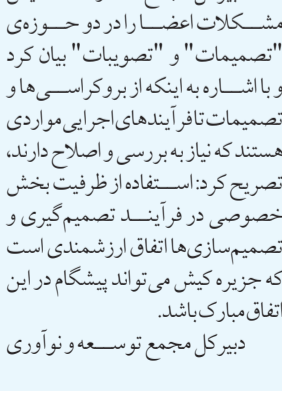 مشکلات اعضا را در دو حوزه‌ی
"تصمیمات" و "تصویبات" بیان کرد
و با اشاره به اینکه از بروکراسی‌ها و
تصمیمات تا فرآیندهای اجرایی مواردی
هستند که نیاز به بررسی و اصلاح دارند،
تصریح کرد: استفاده از ظرفیت بخش
خصوصی در فرآیند تصمیم‌گیری و
تصمیم‌سازی‌ها اتفاق ارزشمندی است
که جزیره کیش می‌تواند پیشگام در این
اتفاق مبارک باشد.
دبیرکل مجمع توسعه و نوآوری